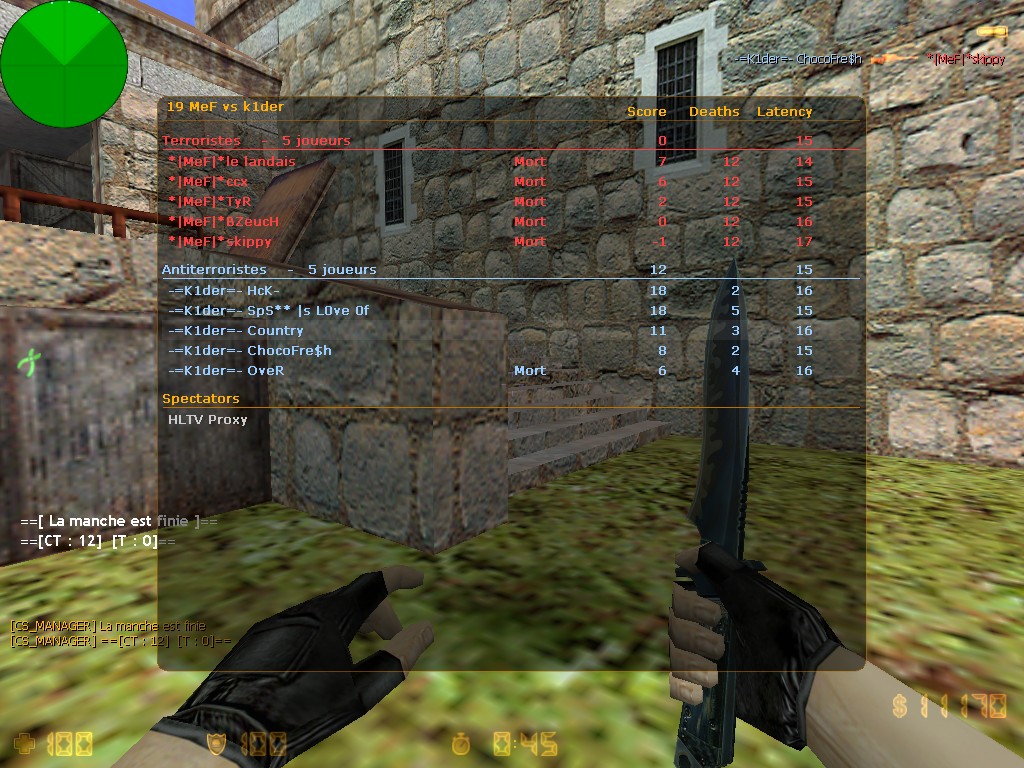 -=K1der=- ChocoFre$h *|MeF|*skippy
19 MeF vs k1der
Score Deaths Latency
Terroristes - 5 joueurs 0 15
*|MeF|*le landais Mort 7 12 14
*|MeF|*ccx Mort 6 12 15
*|MeF|*TyR Mort 2 12 15
*|MeF|*BZeucH Mort 0 12 16
*|MeF|*skippy Mort -1 12 17
Antiterroristes - 5 joueurs 12 15
-=K1der=- HcK- 18 2 16
-=K1der=- SpS** |s L0ve 0f 18 5 15
-=K1der=- Country 11 3 16
-=K1der=- ChocoFre$h 8 2 15
-=K1der=- OveR Mort 6 4 16
Spectators
HLTV Proxy
==[ La manche est finie ]==
==[CT : 12] [T : 0]==
[CS_MANAGER] La manche est finie
[CS_MANAGER] ==[CT : 12] [T : 0]==
$ 11170
100 100 0:45